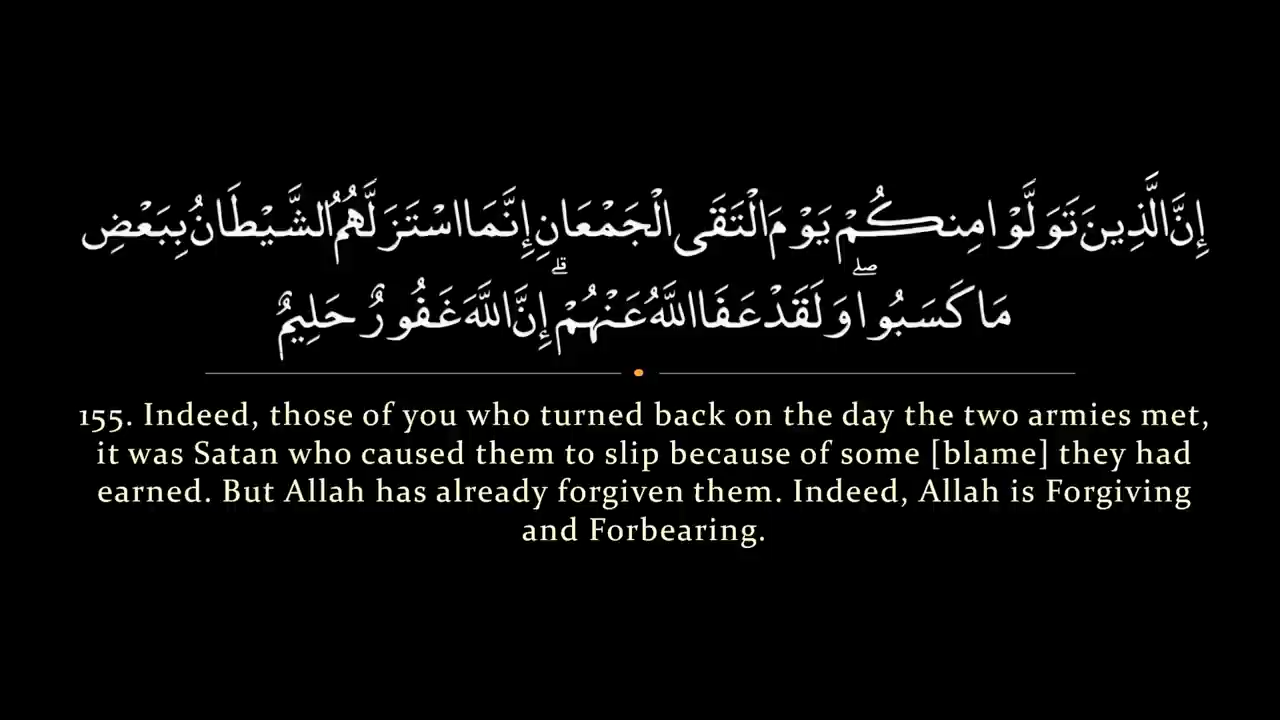 إِنَّ الَّذِينَ تَوَلَّوْا مِنكُمْ يَوْمَ الْتَقَى الْجَمْعَانِ إِنَّمَا اسْتَزَلَّهُمُ الشَّيْطَانُ بِبَعْضِ
مَا كَسَبُوا ۖ وَلَقَدْ عَفَا اللَّهُ عَنْهُمْ ۗ إِنَّ اللَّهَ غَفُورٌ حَلِيمٌ
155. Indeed, those of you who turned back on the day the two armies met,
it was Satan who caused them to slip because of some [blame] they had
earned. But Allah has already forgiven them. Indeed, Allah is Forgiving
and Forbearing.